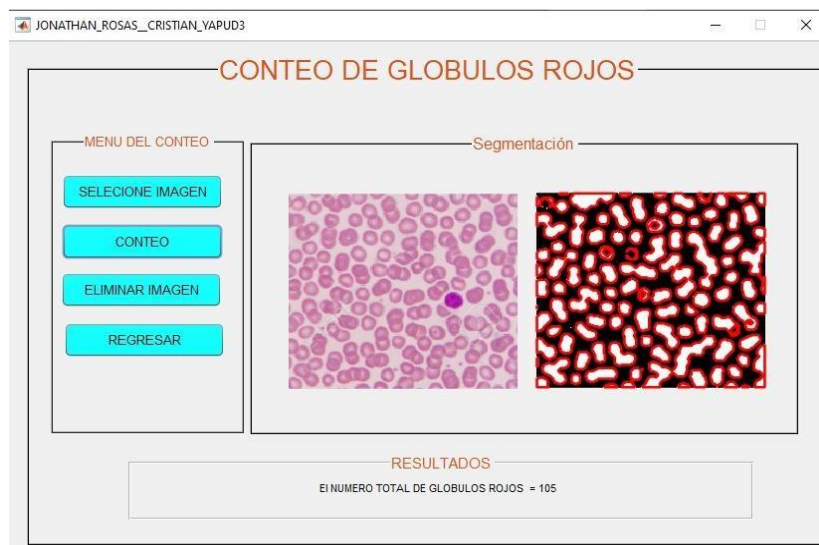 JONATHAN_ROSAS__CRISTIAN_YAPUD3
CONTEO DE GLOBULOS ROJOS
MENU DEL CONTEO
SELECIONE IMAGEN
CONTEO
ELIMINAR IMAGEN
REGRESAR
Segmentación
RESULTADOS
El NUMERO TOTAL DE GLOBULOS ROJOS = 105